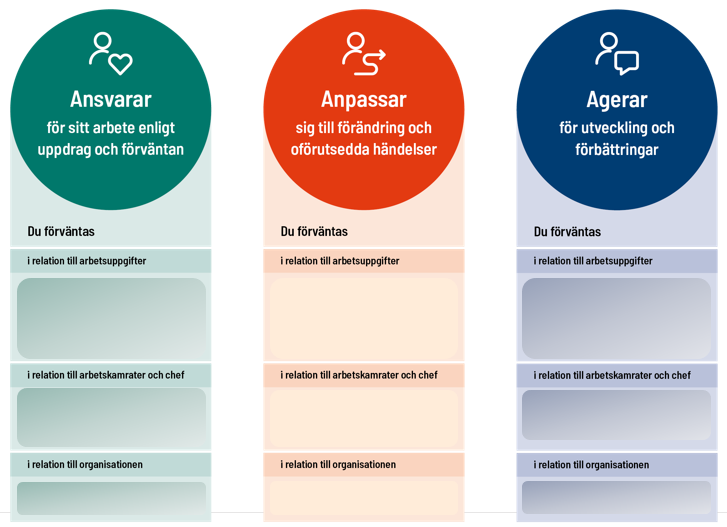 Ansvarar
för sitt arbete enligt
uppdrag och förväntan
Du förväntas
i relation till arbetsuppgifter
i relation till arbetskamrater och chef
i relation till organisationen
Anpassar
sig till förändring och
oförutsedda händelser
Du förväntas
i relation till arbetsuppgifter
i relation till arbetskamrater och chef
i relation till organisationen
Agerar
för utveckling och
förbättringar
Du förväntas
i relation till arbetsuppgifter
i relation till arbetskamrater och chef
i relation till organisationen